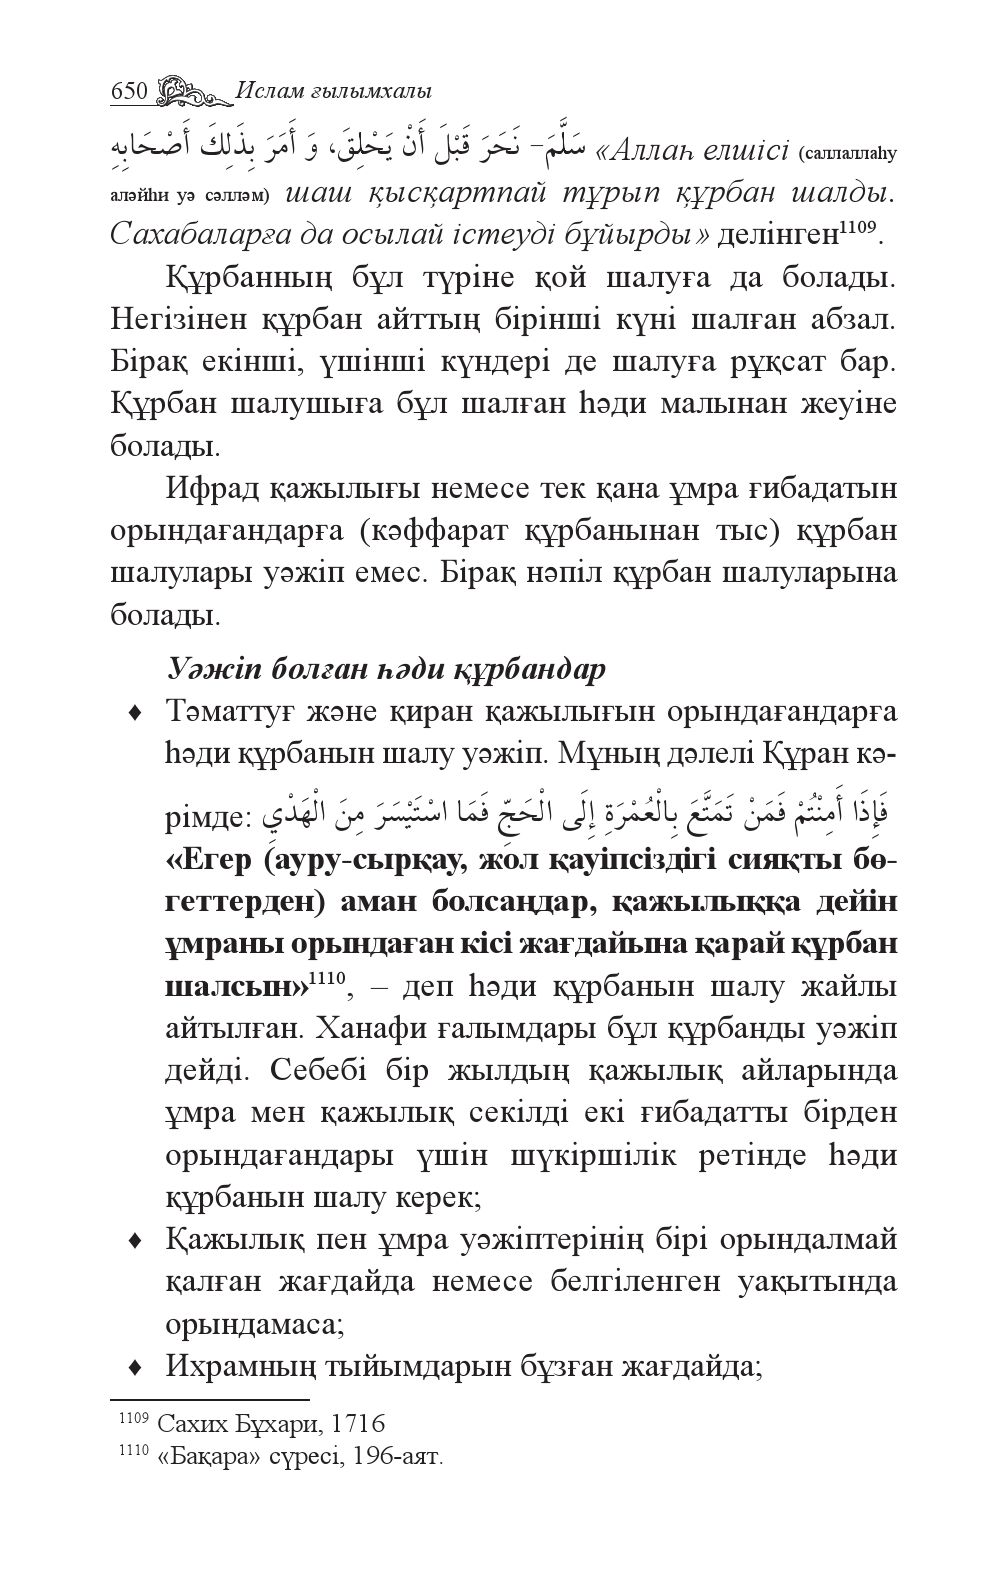 650 Ислам ғылымхалы
سَلَّمَ– نَحَرَ قَبْلَ أَنْ يَحْلِقَ، وَ أَمَرَ بِذَلِكَ أَصْحَابِهِ «Аллаһ елшісі (саллаллаһу
аләйһи уә сәлләм) шаш қысқартпай тұрып құрбан шалды.
Сахабаларға да осылай істеуді бұйырды» делінген1109.
Құрбанның бұл түріне қой шалуға да болады.
Негізінен құрбан айттың бірінші күні шалған абзал.
Бірақ екінші, үшінші күндері де шалуға рұқсат бар.
Құрбан шалушыға бұл шалған һәди малынан жеуіне
болады.
Ифрад қажылығы немесе тек қана ұмра ғибадатын
орындағандарға (кәффарат құрбанынан тыс) құрбан
шалулары уәжіп емес. Бірақ нәпіл құрбан шалуларына
болады.
Уәжіп болған һәди құрбандар
♦ Тәматтуғ және қиран қажылығын орындағандарға
һәди құрбанын шалу уәжіп. Мұның дәлелі Құран кә-
рімде: فَإِذَا أَمِنْتُمْ فَمَنْ تَمَتَّعَ بِالْعُمْرَةِ إِلَى الْحَجِّ فَمَا اسْتَيْسَرَ مِنَ الْهَدْيِ
«Егер (ауру-сырқау, жол қауіпсіздігі сияқты бө-
геттерден) аман болсаңдар, қажылыққа дейін
ұмраны орындаған кісі жағдайына қарай құрбан
шалсын»1110, – деп һәди құрбанын шалу жайлы
айтылған. Ханафи ғалымдары бұл құрбанды уәжіп
дейді. Себебі бір жылдың қажылық айларында
ұмра мен қажылық секілді екі ғибадатты бірден
орындағандары үшін шүкіршілік ретінде һәди
құрбанын шалу керек;
♦ Қажылық пен ұмра уәжіптерінің бірі орындалмай
қалған жағдайда немесе белгіленген уақытында
орындамаса;
♦ Ихрамның тыйымдарын бұзған жағдайда;
1109 Сахих Бұхари, 1716
1110 «Бақара» сүресі, 196-аят.